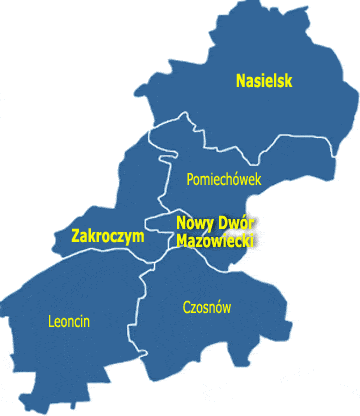 Nasielsk
Pomiechówek
Nowy Dwór
Mazowiecki
Zakroczym
Czosnów
Leoncin